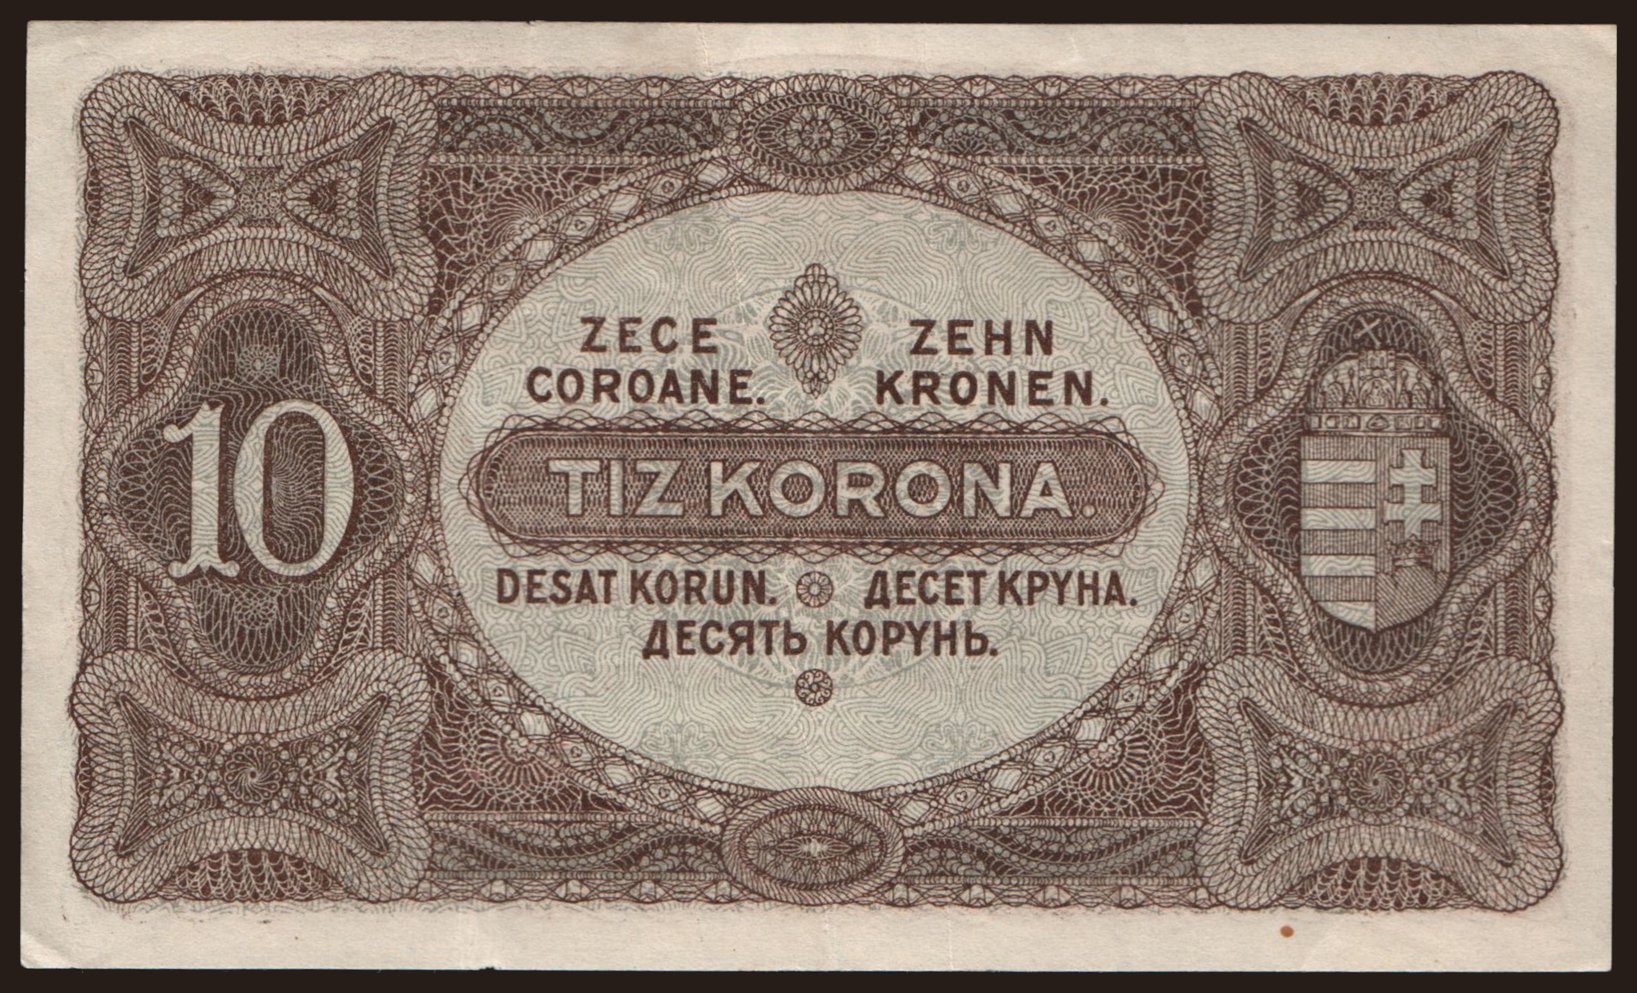 ZECE COROANE.
ZEHN KRONEN.
10
TIZ KORONA.
DESAT KORUN.
ДЕСЕТ КРУНА.
ДЕСЯТЬ КОРУНЬ.